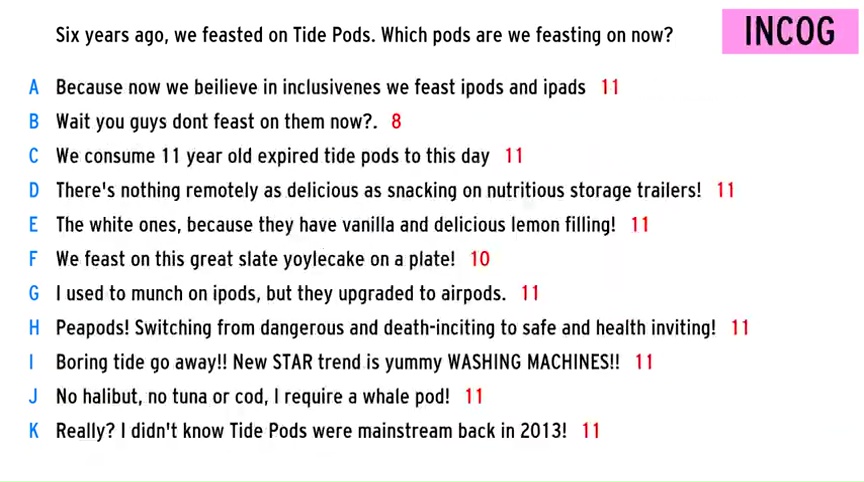 Six years ago, we feasted on Tide Pods. Which pods are we feasting on now?
INCOG
A Because now we beilieve in inclusivenes we feast ipods and ipads 11
B Wait you guys dont feast on them now?. 8
C We consume 11 year old expired tide pods to this day 11
D There's nothing remotely as delicious as snacking on nutritious storage trailers! 11
E The white ones, because they have vanilla and delicious lemon filling! 11
F We feast on this great slate yoylecake on a plate! 10
G I used to munch on ipods, but they upgraded to airpods. 11
H Peapods! Switching from dangerous and death-inciting to safe and health inviting! 11
I Boring tide go away!! New STAR trend is yummy WASHING MACHINES!! 11
J No halibut, no tuna or cod, I require a whale pod! 11
K Really? I didn't know Tide Pods were mainstream back in 2013! 11